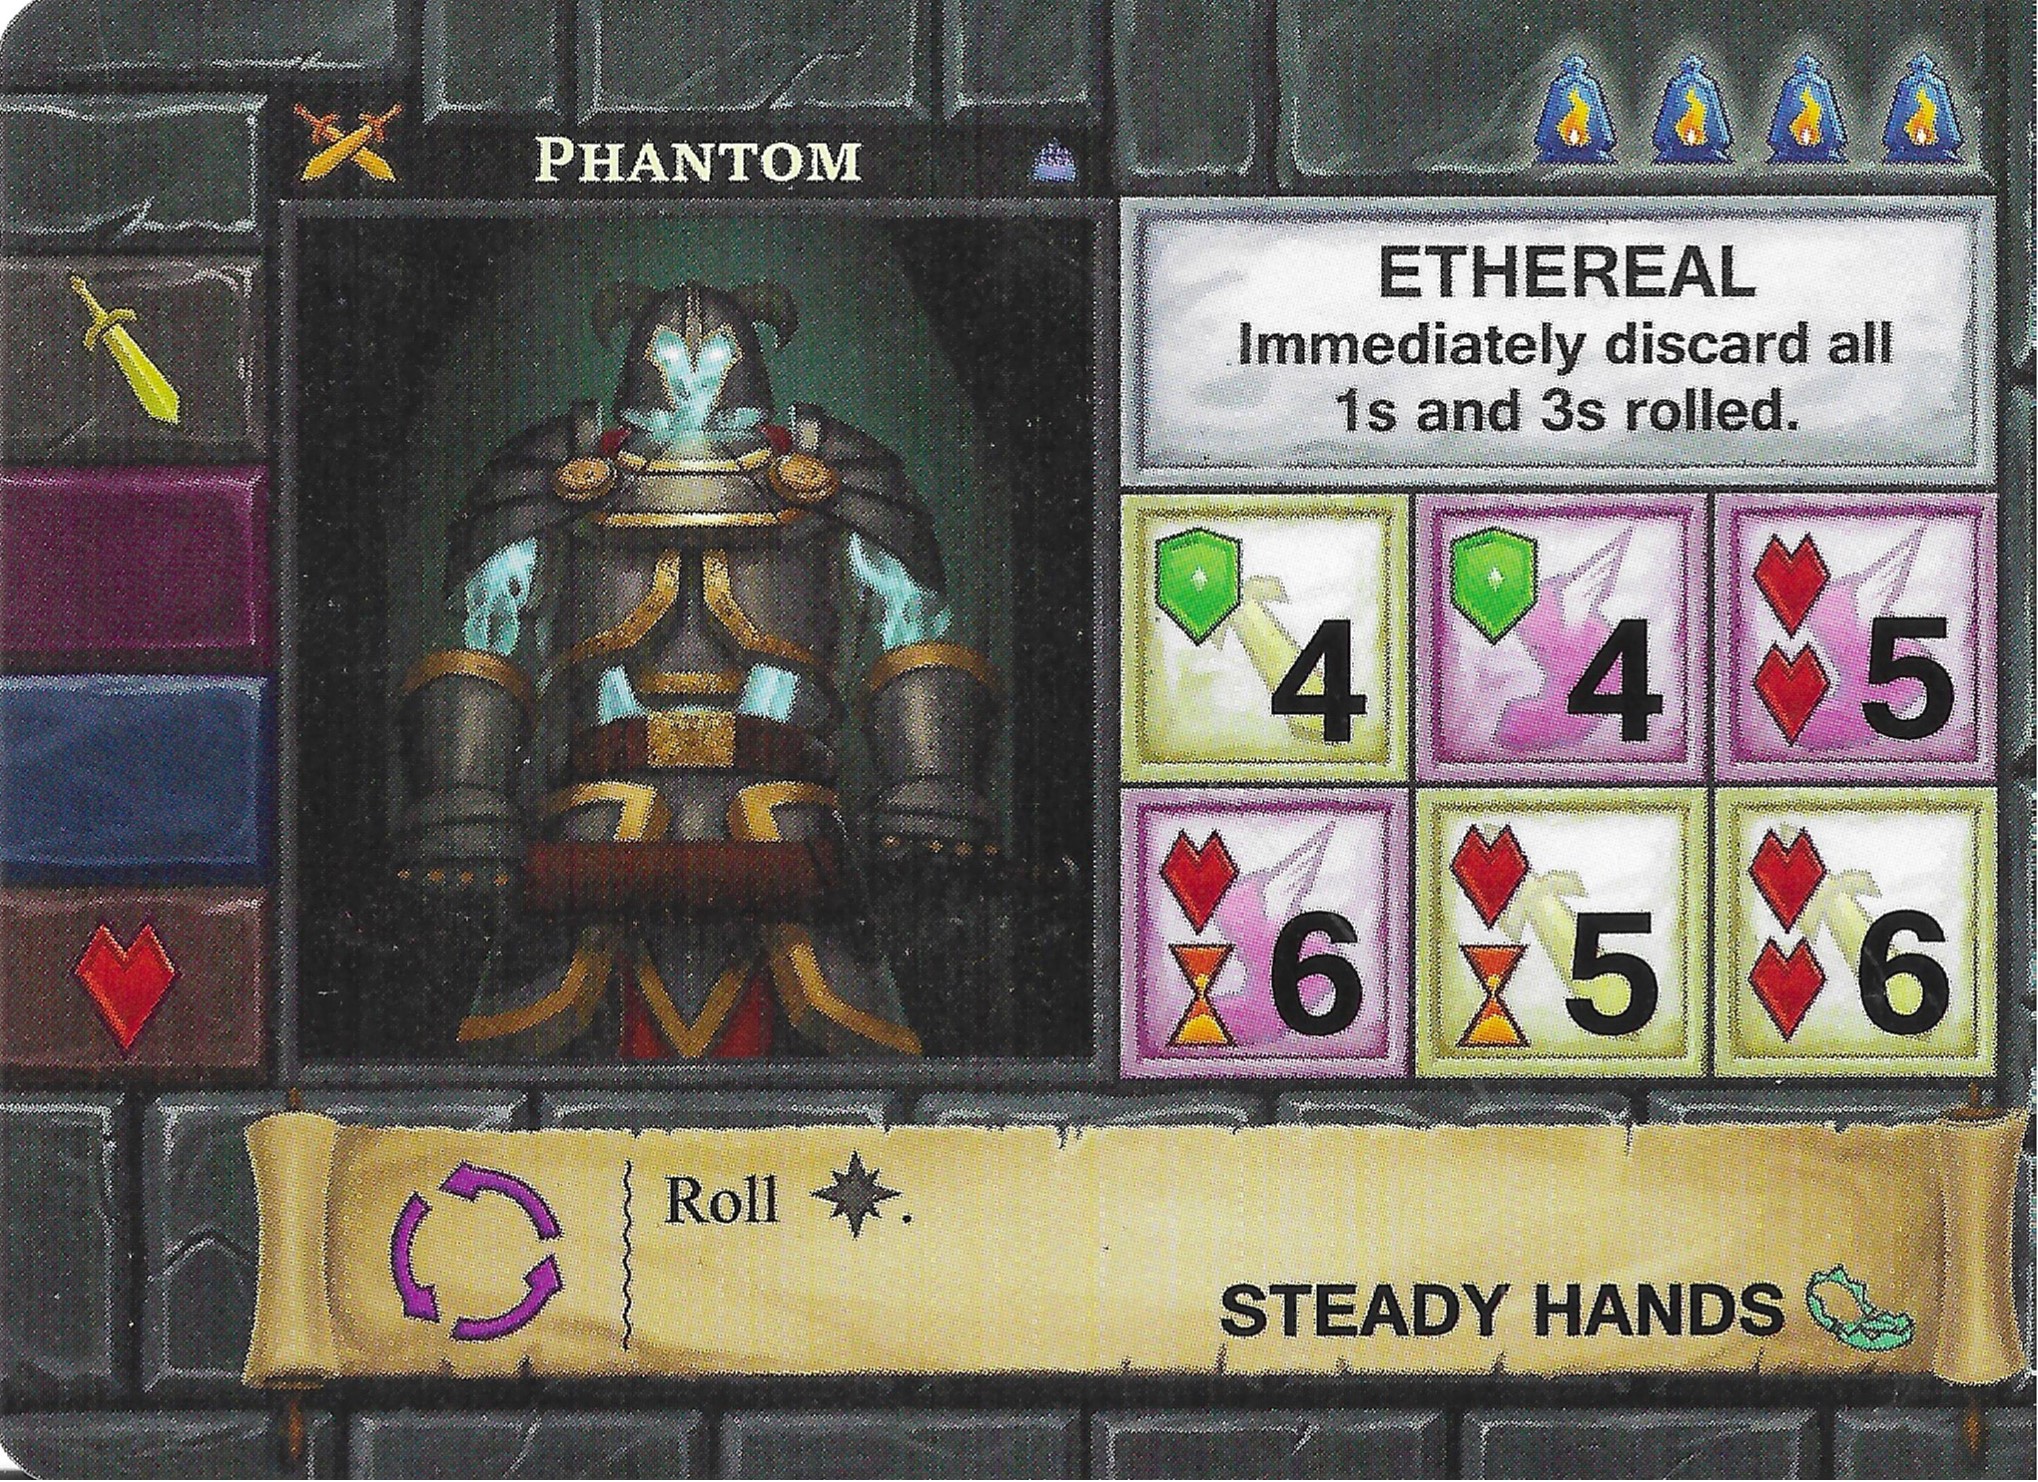 PHANTOM
ETHEREAL
Immediately discard all
1s and 3s rolled.
4 4 5
6 5 6
Roll .
STEADY HANDS